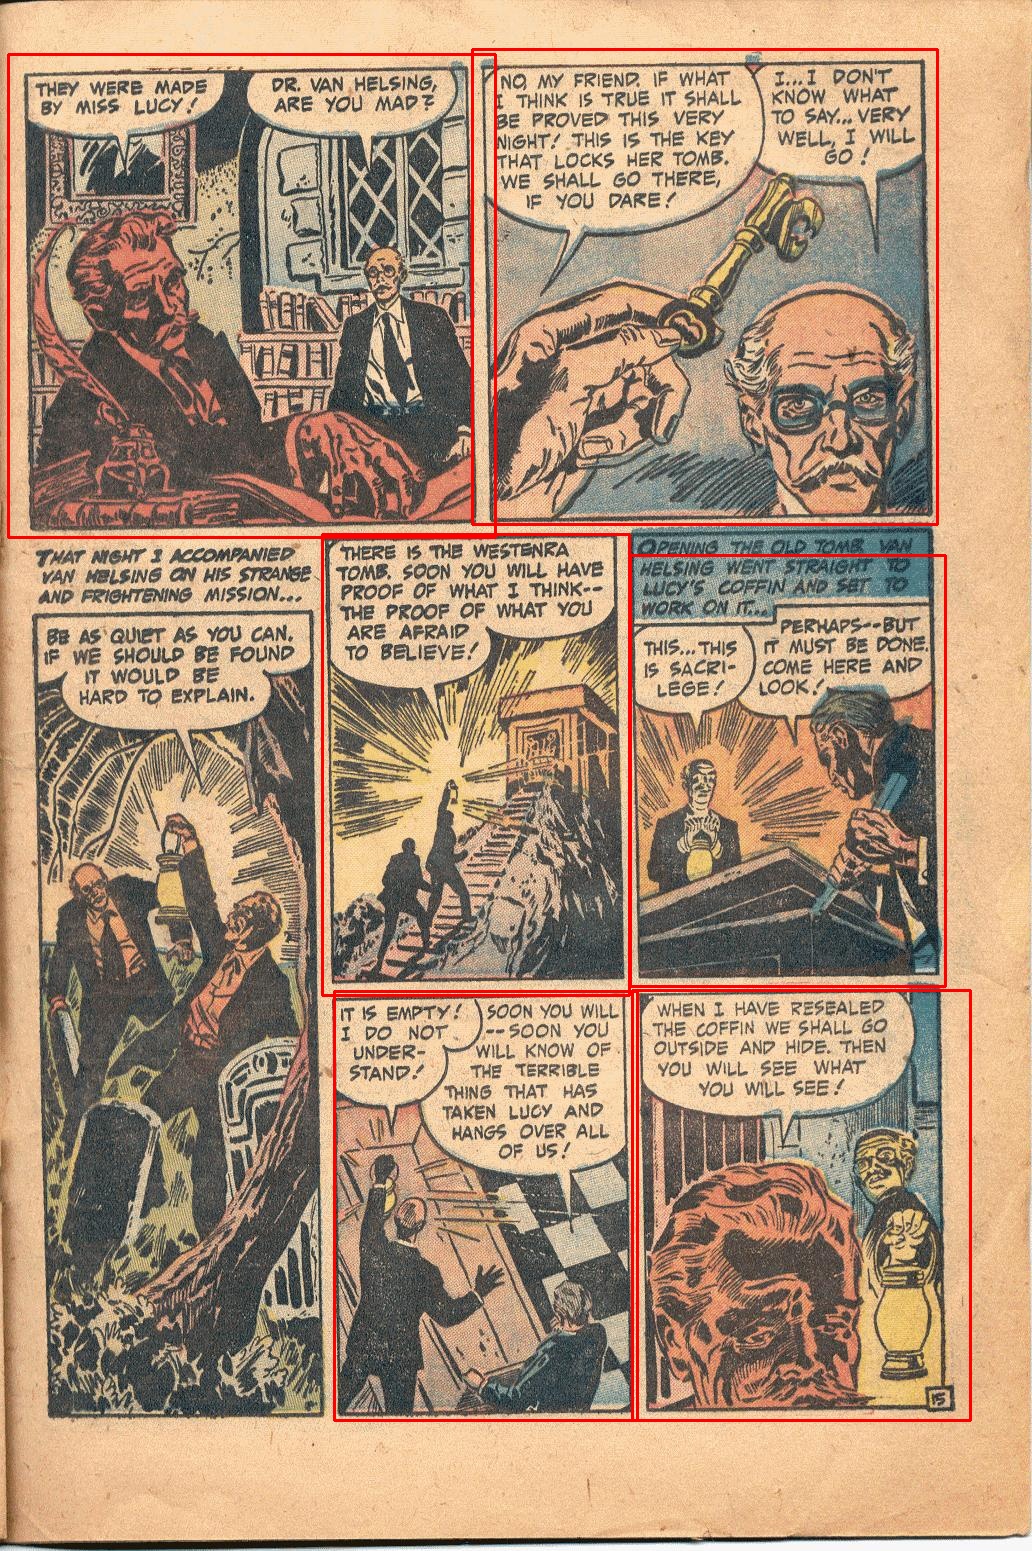 THEY WERE MADE
BY MISS LUCY!
DR. VAN HELSING,
ARE YOU MAD?
NO, MY FRIEND. IF WHAT
I THINK IS TRUE IT SHALL
BE PROVED THIS VERY
NIGHT! THIS IS THE KEY
THAT LOCKS HER TOMB.
WE SHALL GO THERE,
IF YOU DARE!
I...I DON'T
KNOW WHAT
TO SAY...VERY
WELL, I WILL
GO!
THAT NIGHT I ACCOMPANIED
VAN HELSING ON HIS STRANGE
AND FRIGHTENING MISSION...
BE AS QUIET AS YOU CAN.
IF WE SHOULD BE FOUND
IT WOULD BE
HARD TO EXPLAIN.
THERE IS THE WESTENRA
TOMB. SOON YOU WILL HAVE
PROOF OF WHAT I THINK--
THE PROOF OF WHAT YOU
ARE AFRAID
TO BELIEVE!
OPENING THE OLD TOMB, VAN
HELSING WENT STRAIGHT TO
LUCY'S COFFIN AND SET TO
WORK ON IT...
THIS...THIS
IS SACRI-
LEGE!
PERHAPS--BUT
IT MUST BE DONE.
COME HERE AND
LOOK!
IT IS EMPTY!
I DO NOT
UNDER-
STAND!
SOON YOU WILL
--SOON YOU
WILL KNOW OF
THE TERRIBLE
THING THAT HAS
TAKEN LUCY AND
HANGS OVER ALL
OF US!
WHEN I HAVE RESEALED
THE COFFIN WE SHALL GO
OUTSIDE AND HIDE. THEN
YOU WILL SEE WHAT
YOU WILL SEE!
15